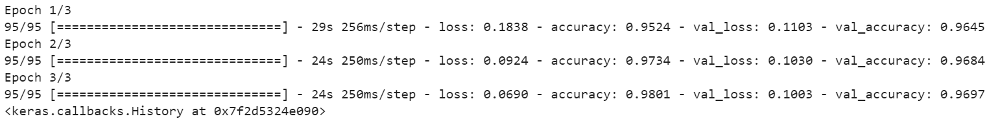 Epoch 1/3
95/95 [==============================] - 29s 256ms/step - loss: 0.1838 - accuracy: 0.9524 - val_loss: 0.1103 - val_accuracy: 0.9645
Epoch 2/3
95/95 [==============================] - 24s 250ms/step - loss: 0.0924 - accuracy: 0.9734 - val_loss: 0.1030 - val_accuracy: 0.9684
Epoch 3/3
95/95 [==============================] - 24s 250ms/step - loss: 0.0690 - accuracy: 0.9801 - val_loss: 0.1003 - val_accuracy: 0.9697
<keras.callbacks.History at 0x7f2d5324e090>